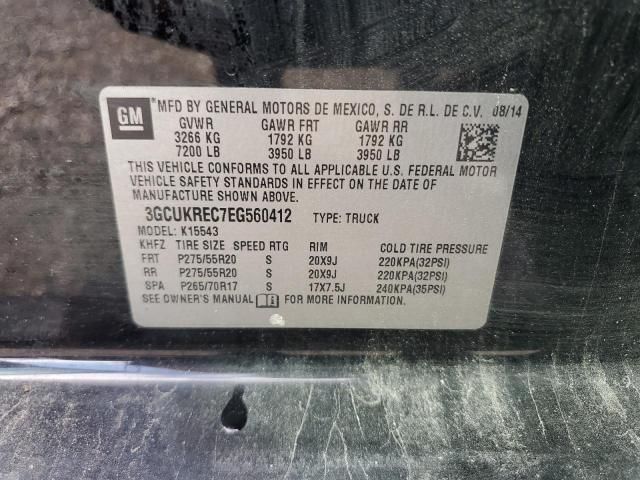 GM MFD BY GENERAL MOTORS DE MEXICO, S. DE R.L. DE C.V. 08/14
GVWR GAWR FRT GAWR RR
3266 KG 1792 KG 1792 KG
7200 LB 3950 LB 3950 LB
THIS VEHICLE CONFORMS TO ALL APPLICABLE U.S. FEDERAL MOTOR
VEHICLE SAFETY STANDARDS IN EFFECT ON THE DATE OF
MANUFACTURE SHOWN ABOVE.
3GCUKREC7EG560412 TYPE: TRUCK
MODEL: K15543
KHFZ TIRE SIZE SPEED RTG RIM COLD TIRE PRESSURE
FRT P275/55R20 S 20X9J 220KPA(32PSI)
RR P275/55R20 S 20X9J 220KPA(32PSI)
SPA P265/70R17 S 17X7.5J 240KPA(35PSI)
SEE OWNER'S MANUAL FOR MORE INFORMATION.